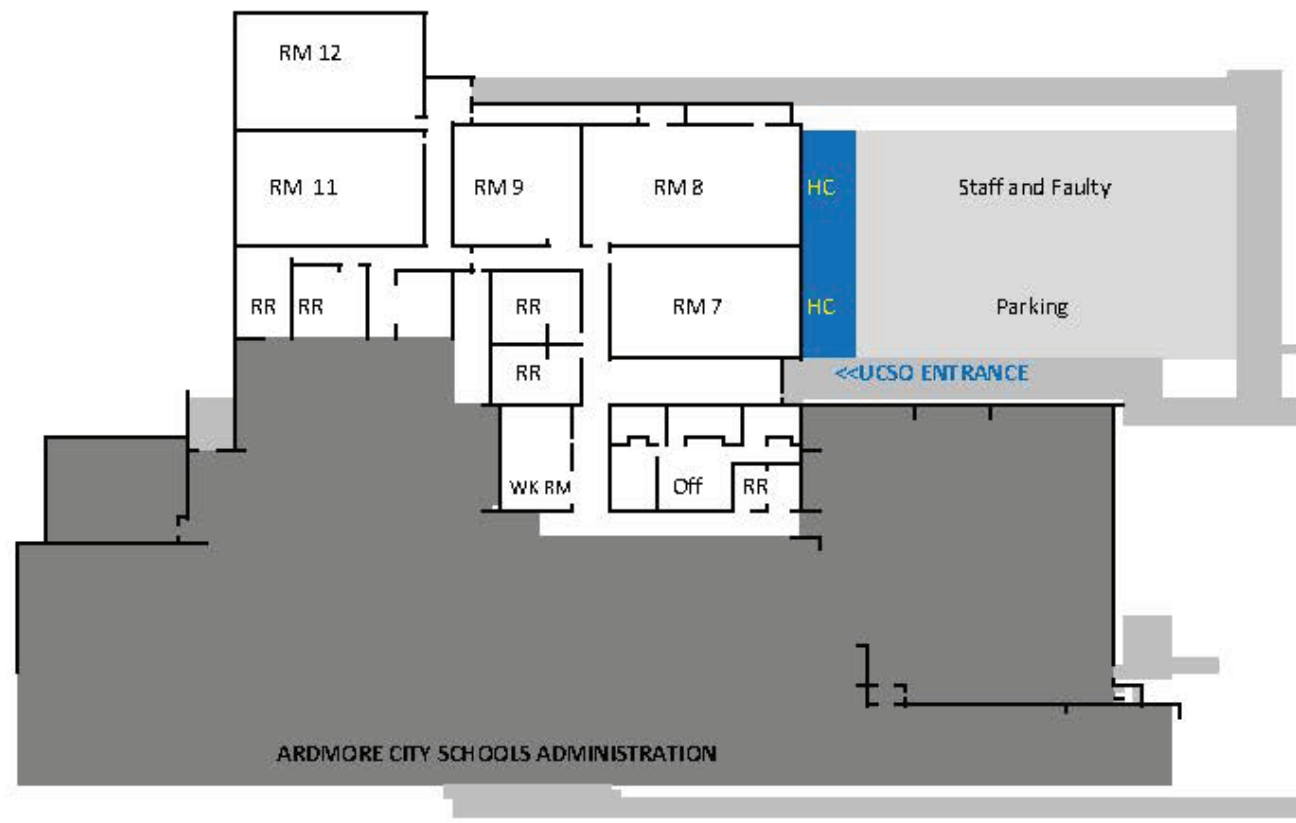 RM 12
RM 11
RM 9
RM 8
HC
Staff and Faulty
RR
RR
RR
RM 7
HC
Parking
RR
<<UCSO ENTRANCE
WK RM
Off
RR
ARDMORE CITY SCHOOLS ADMINISTRATION